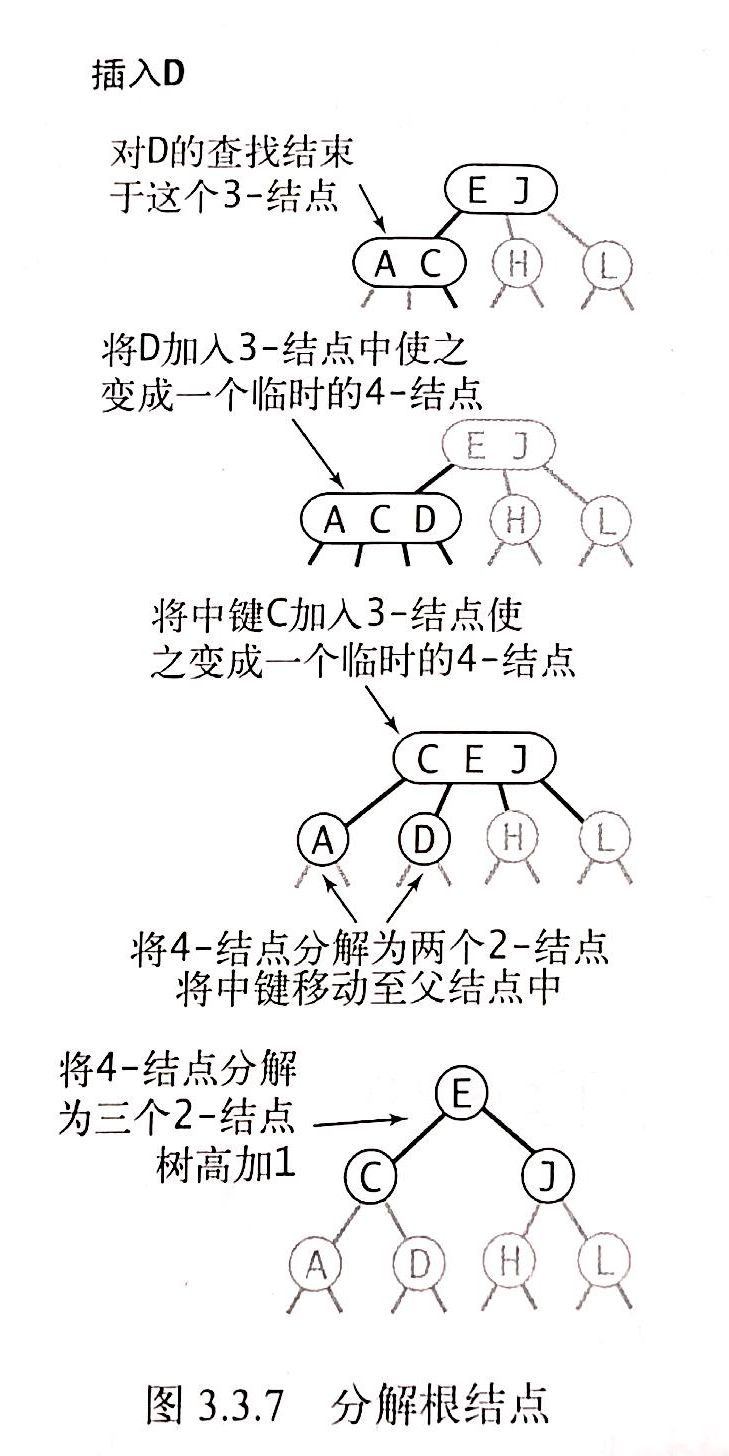 插入D
对D的查找结束
于这个3-结点
E J
A C H L
将D加入3-结点中使之
变成一个临时的4-结点
E J
A C D H L
将中键C加入3-结点使
之变成一个临时的4-结点
C E J
A D H L
将4-结点分解为两个2-结点
将中键移动至父结点中
将4-结点分解
为三个2-结点
树高加1
E
C J
A D H L
图 3.3.7 分解根结点